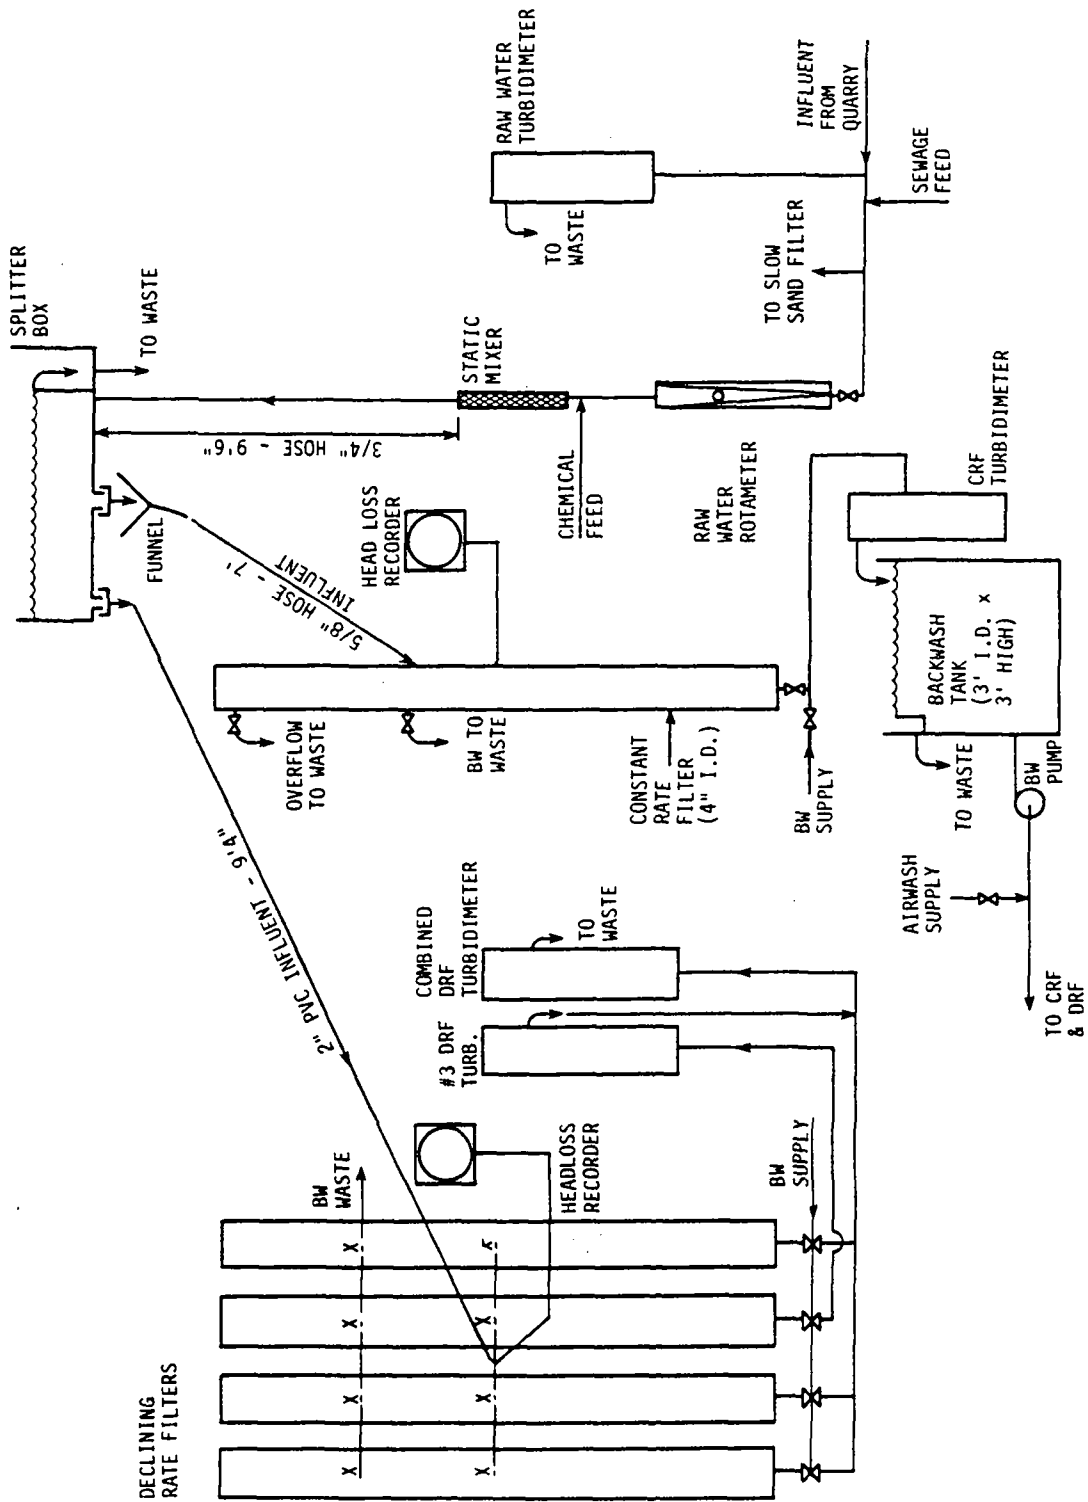 SPLITTER
BOX
TO WASTE
3/4" HOSE - 9'6"
FUNNEL
5/8" HOSE - 7'
INFLUENT
2" PVC INFLUENT - 9'4"
STATIC
MIXER
CHEMICAL
FEED
RAW
WATER
ROTAMETER
RAW WATER
TURBIDIMETER
TO
WASTE
TO SLOW
SAND FILTER
INFLUENT
FROM
QUARRY
SEWAGE
FEED
HEAD LOSS
RECORDER
OVERFLOW
TO WASTE
BW TO
WASTE
CONSTANT
RATE
FILTER
(4" I.D.)
BW
SUPPLY
CRF
TURBIDIMETER
BACKWASH
TANK
(3' I.D. x
3' HIGH)
TO WASTE
BW
PUMP
AIRWASH
SUPPLY
TO CRF
& DRF
DECLINING
RATE FILTERS
BW
WASTE
X X X X
X X X X
HEADLOSS
RECORDER
#3 DRF
TURB.
COMBINED
DRF
TURBIDIMETER
TO
WASTE
BW
SUPPLY